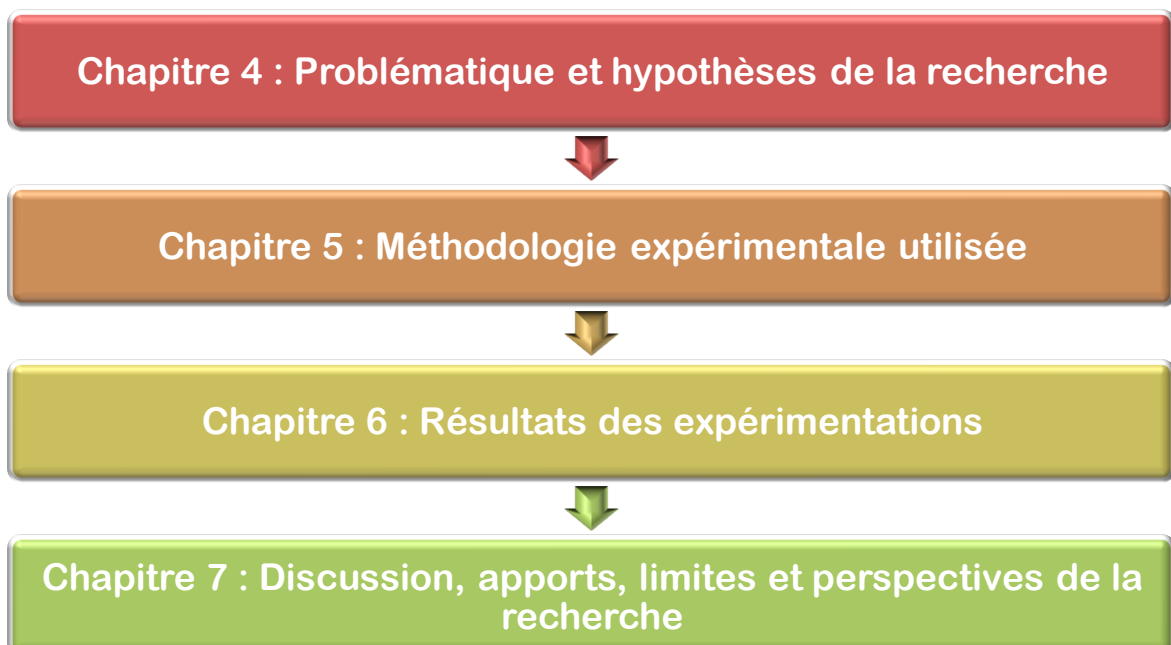 Chapitre 4 : Problématique et hypothèses de la recherche
Chapitre 5 : Méthodologie expérimentale utilisée
Chapitre 6 : Résultats des expérimentations
Chapitre 7 : Discussion, apports, limites et perspectives de la
recherche